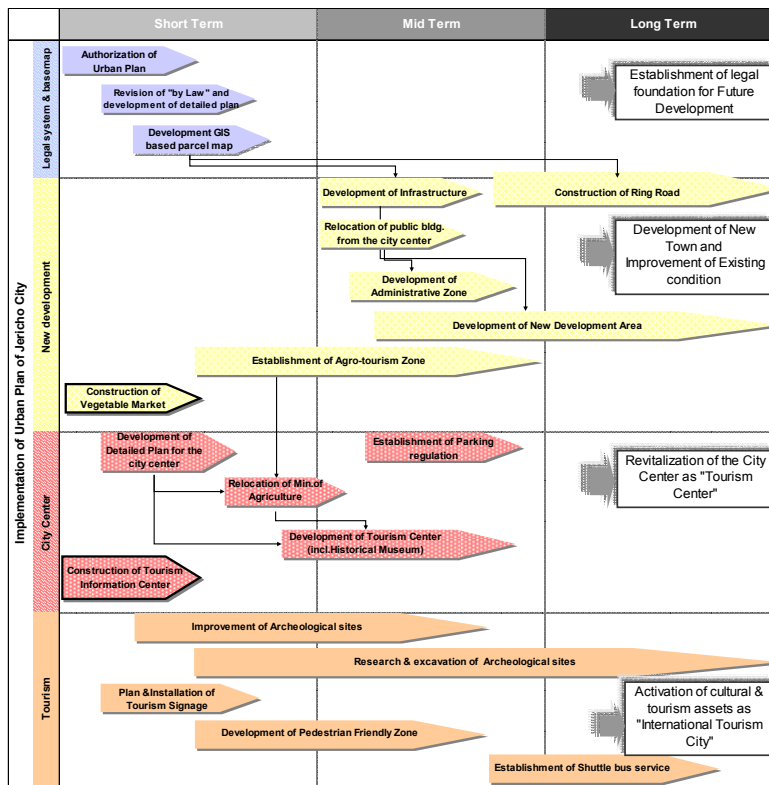 Short Term
Mid Term
Long Term
Implementation of Urban Plan of Jericho City
Legal system & basemap
Authorization of
Urban Plan
Revision of "by Law" and
development of detailed plan
Development GIS
based parcel map
Establishment of legal
foundation for Future
Development
New development
Development of Infrastructure
Construction of Ring Road
Relocation of public bldg.
from the city center
Development of
Administrative Zone
Development of New Development Area
Establishment of Agro-tourism Zone
Construction of
Vegetable Market
Development of New
Town and
Improvement of Existing
condition
City Center
Development of
Detailed Plan for the
city center
Establishment of Parking
regulation
Relocation of Min.of
Agriculture
Development of Tourism Center
(incl.Historical Museum)
Construction of Tourism
Information Center
Revitalization of the City
Center as "Tourism
Center"
Tourism
Improvement of Archeological sites
Research & excavation of Archeological sites
Plan &Installation of
Tourism Signage
Development of Pedestrian Friendly Zone
Establishment of Shuttle bus service
Activation of cultural &
tourism assets as
"International Tourism
City"